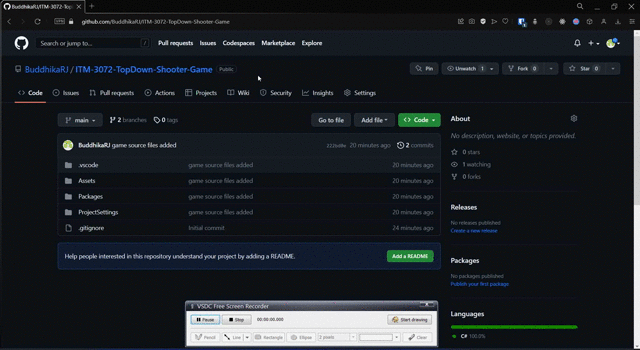 BuddhikaRJ/ITM-3072-TopDown-Shooter-Game
github.com/BuddhikaRJ/ITM-3072-TopDown-Shooter-Game
Search or jump to...
Pull requests Issues Codespaces Marketplace Explore
BuddhikaRJ / ITM-3072-TopDown-Shooter-Game Public
Pin Unwatch 1 Fork 0 Star 0
Code Issues Pull requests Actions Projects Wiki Security Insights Settings
main 2 branches 0 tags Go to file Add file Code
BuddhikaRJ game source files added 20 minutes ago 2 commits
.vscode game source files added 20 minutes ago
Assets game source files added 20 minutes ago
Packages game source files added 20 minutes ago
ProjectSettings game source files added 20 minutes ago
.gitignore Initial commit 24 minutes ago
Help people interested in this repository understand your project by adding a README. Add a README
About
No description, website, or topics provided.
0 stars
1 watching
0 forks
Releases
No releases published
Create a new release
Packages
No packages published
Publish your first package
Languages
C# 100.0%
VSDC Free Screen Recorder
Pause Stop 00:00:00.000 Start drawing
Pencil Line Rectangle Ellipse 2 pixels Clear